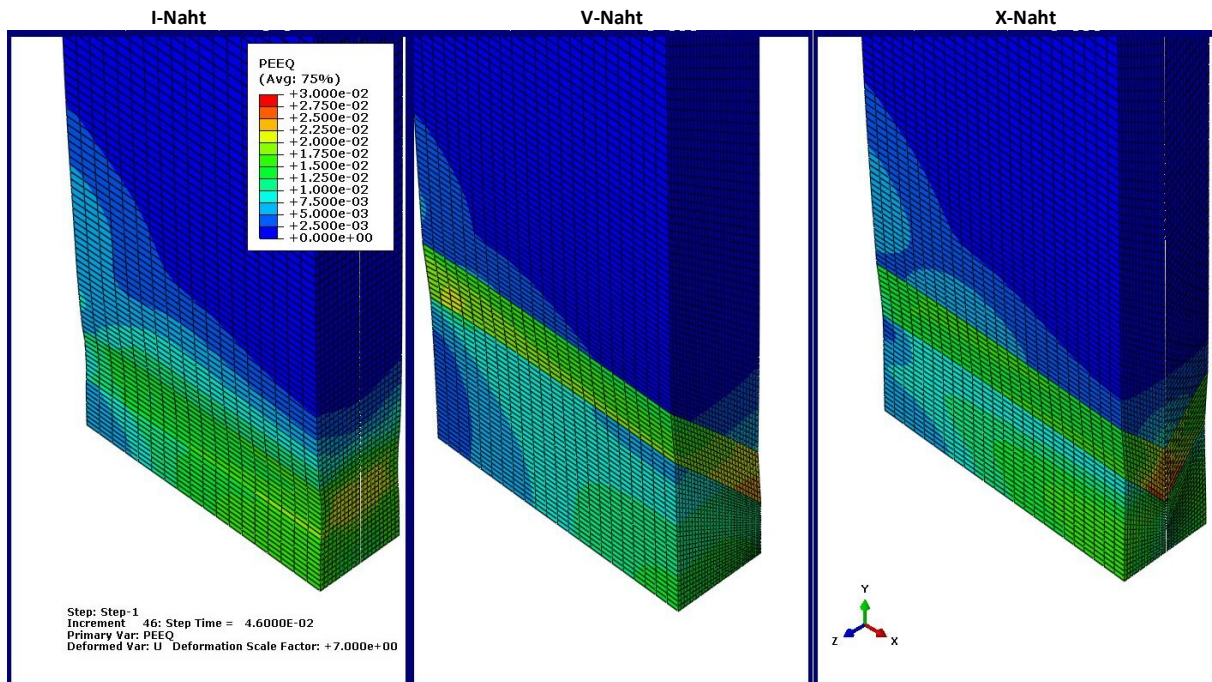 I-Naht
V-Naht
X-Naht
PEEQ
(Avg: 75%)
+3.000e-02
+2.750e-02
+2.500e-02
+2.250e-02
+2.000e-02
+1.750e-02
+1.500e-02
+1.250e-02
+1.000e-02
+7.500e-03
+5.000e-03
+2.500e-03
+0.000e+00
Step: Step-1
Increment 46: Step Time = 4.6000E-02
Primary Var: PEEQ
Deformed Var: U Deformation Scale Factor: +7.000e+00
Y
Z
X